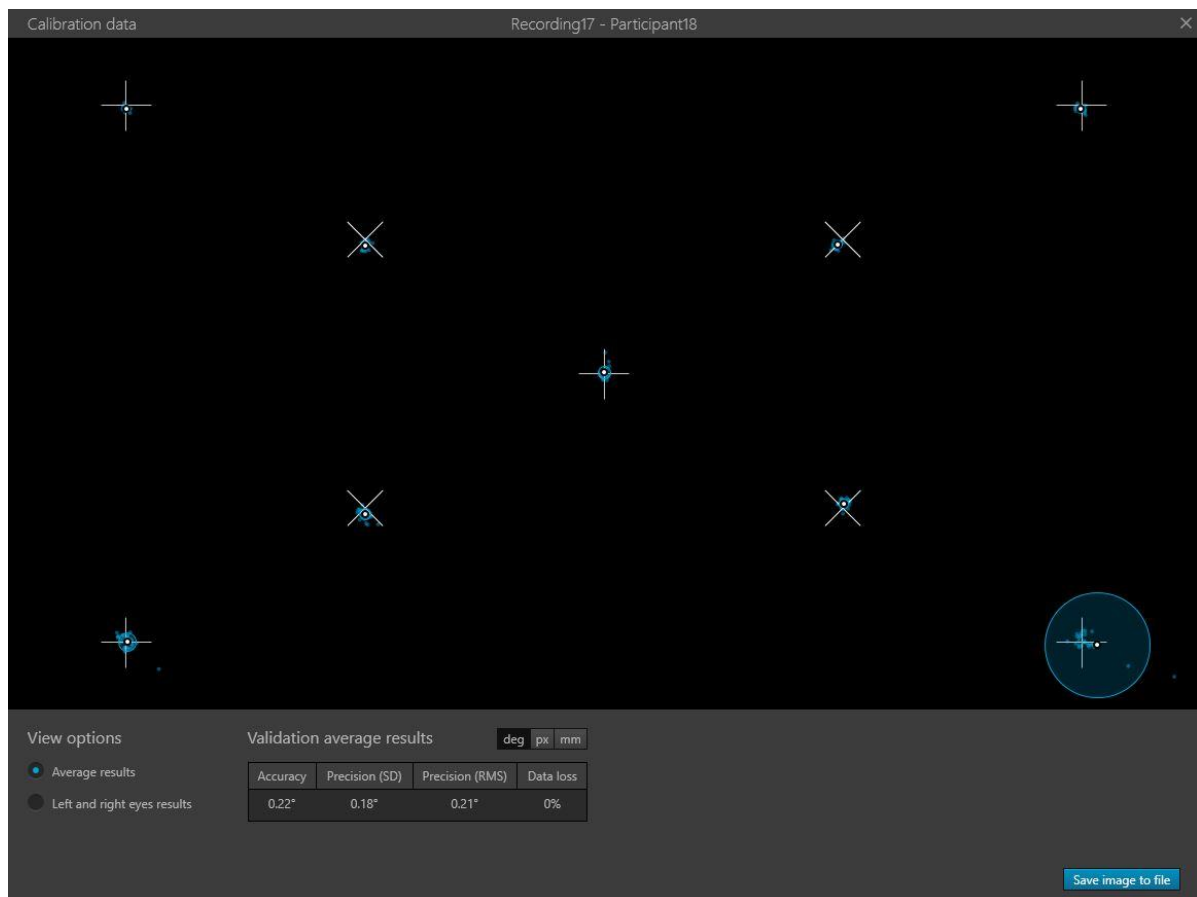 Calibration data
Recording17 - Participant18
View options
Average results
Left and right eyes results
Validation average results
deg px mm
Accuracy Precision (SD) Precision (RMS) Data loss
0.22° 0.18° 0.21° 0%
Save image to file